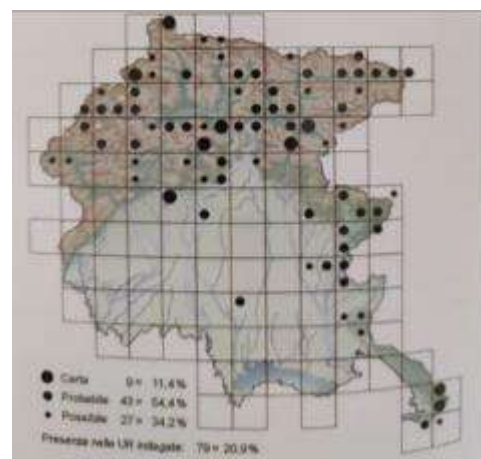 Certa 9= 11,4%
Probabile 43= 54,4%
Possibile 27= 34,2%
Presenza nelle UR indagate: 79= 20,9%